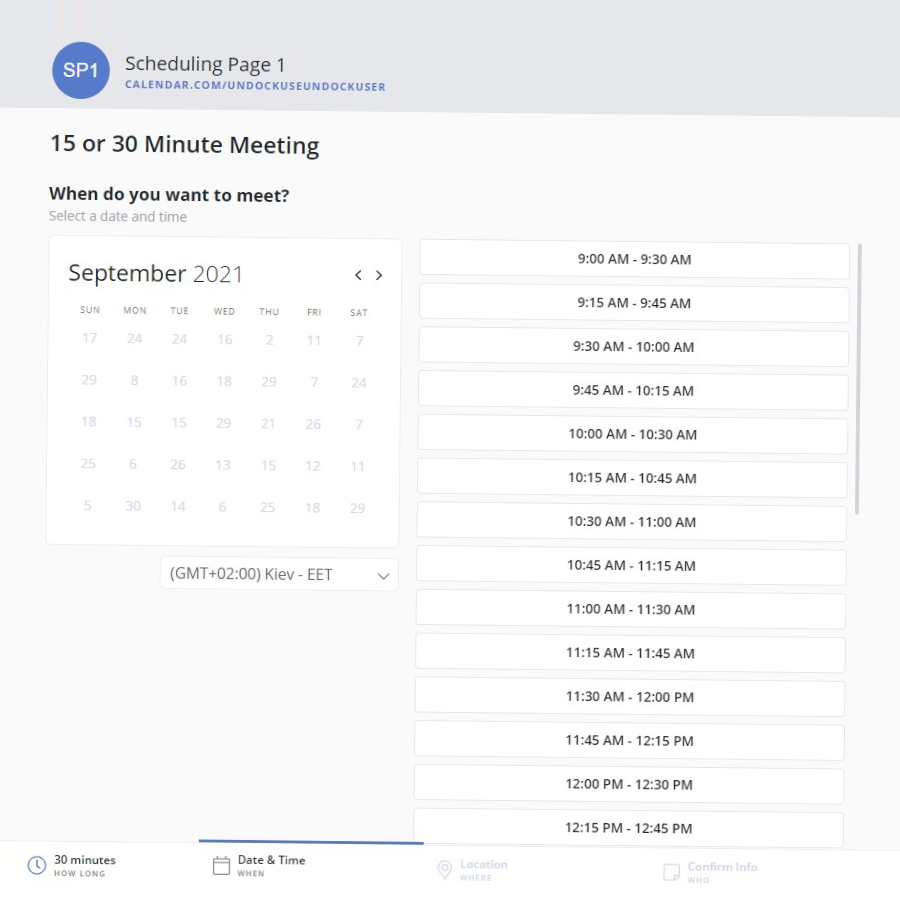 SP1
Scheduling Page 1
CALENDAR.COM/UNDOCKUSEUNDOCKUSER
15 or 30 Minute Meeting
When do you want to meet?
Select a date and time
September 2021
SUN MON TUE WED THU FRI SAT
17 24 24 16 2 11 7
29 8 16 18 29 7 24
18 15 15 29 21 26 7
25 6 26 13 15 12 11
5 30 14 6 25 18 29
(GMT+02:00) Kiev - EET
9:00 AM - 9:30 AM
9:15 AM - 9:45 AM
9:30 AM - 10:00 AM
9:45 AM - 10:15 AM
10:00 AM - 10:30 AM
10:15 AM - 10:45 AM
10:30 AM - 11:00 AM
10:45 AM - 11:15 AM
11:00 AM - 11:30 AM
11:15 AM - 11:45 AM
11:30 AM - 12:00 PM
11:45 AM - 12:15 PM
12:00 PM - 12:30 PM
12:15 PM - 12:45 PM
30 minutes
HOW LONG
Date & Time
WHEN
Location
WHERE
Confirm Info
WHO